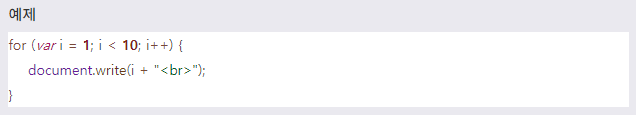 예제
for (var i = 1; i < 10; i++) {
    document.write(i + "<br>");
}